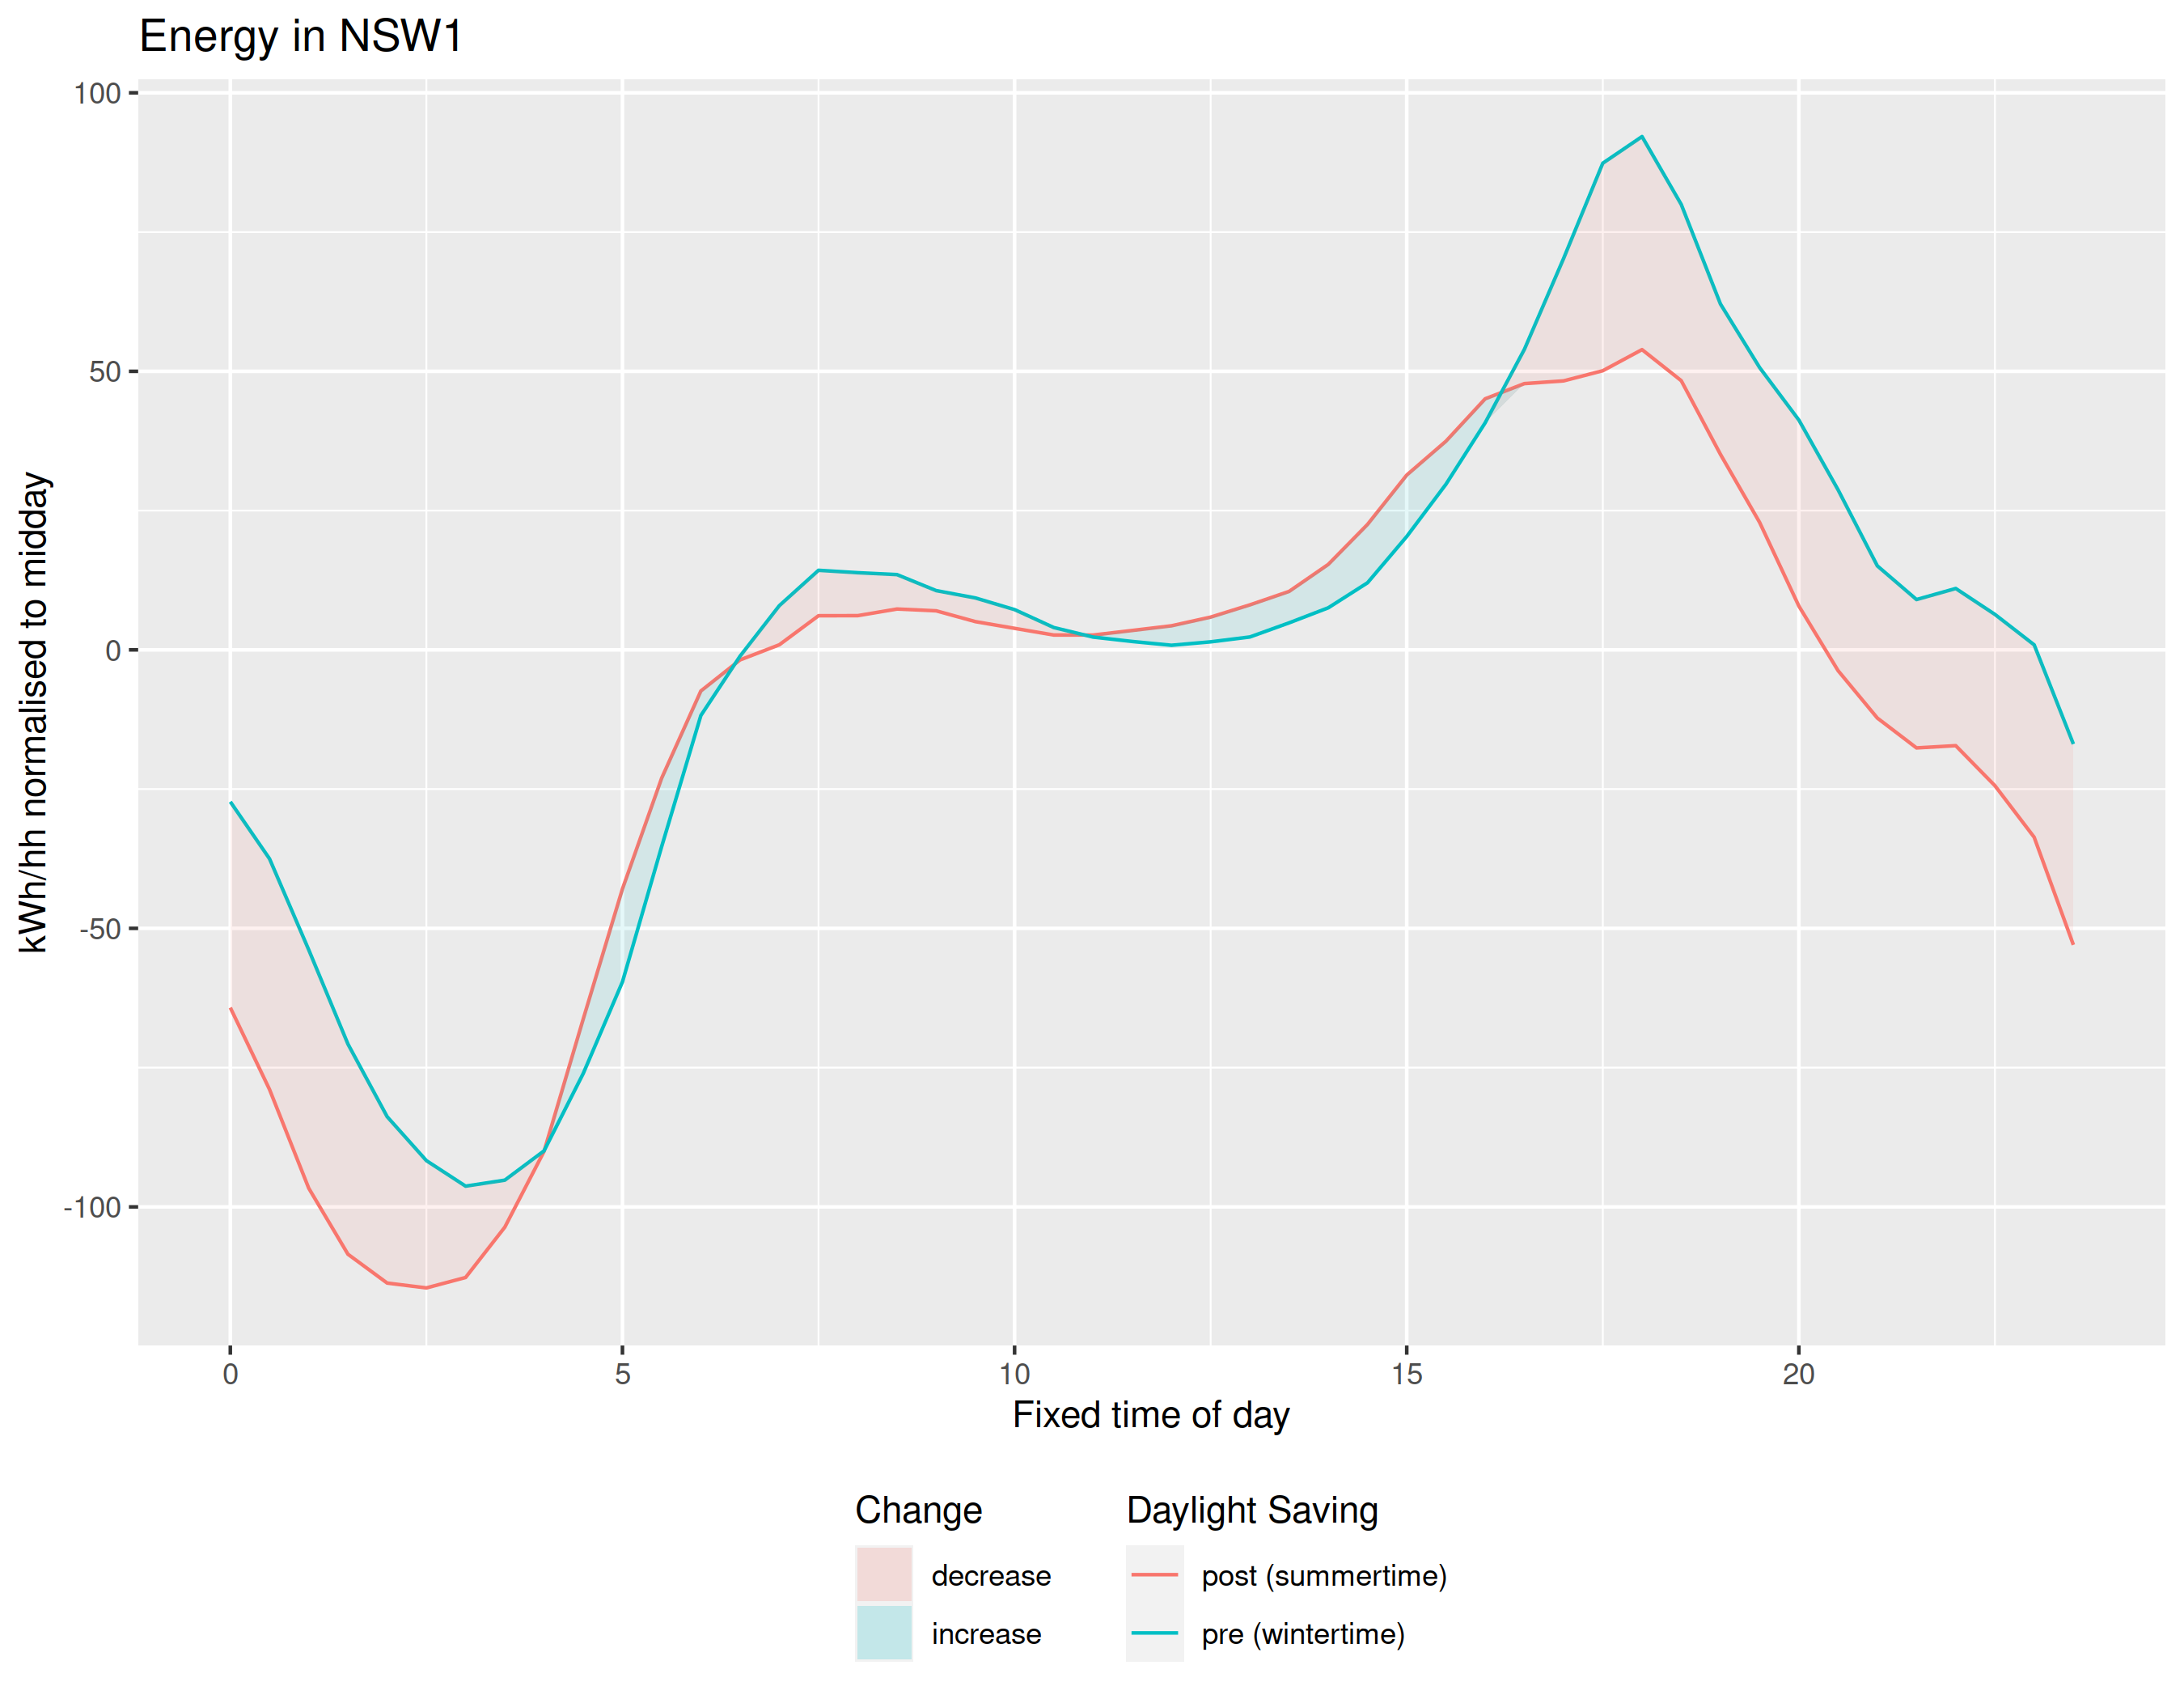 Energy in NSW1
kWh/hh normalised to midday
100
50
0
-50
-100
0 5 10 15 20
Fixed time of day
Change
decrease
increase
Daylight Saving
post (summertime)
pre (wintertime)